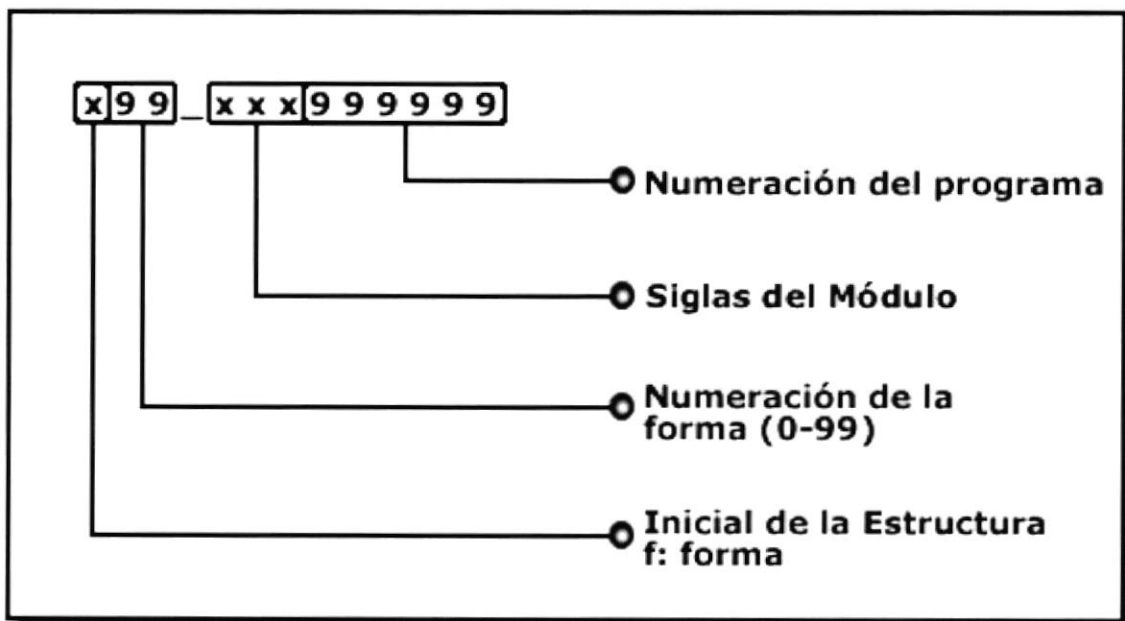 x99_xxx999999
Numeración del programa
Siglas del Módulo
Numeración de la
forma (0-99)
Inicial de la Estructura
f: forma